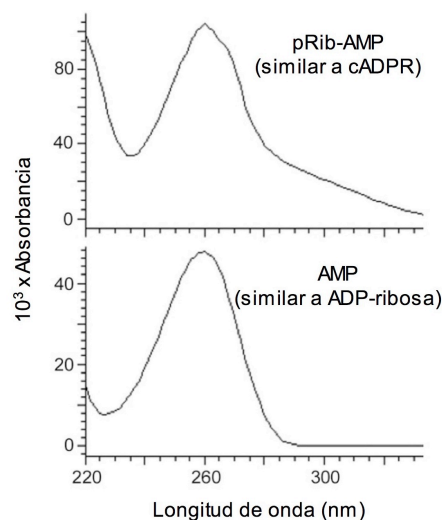 pRib-AMP
(similar a cADPR)
80
40
0
10³ x Absorbancia
AMP
(similar a ADP-ribosa)
40
20
0
220
260
300
Longitud de onda (nm)